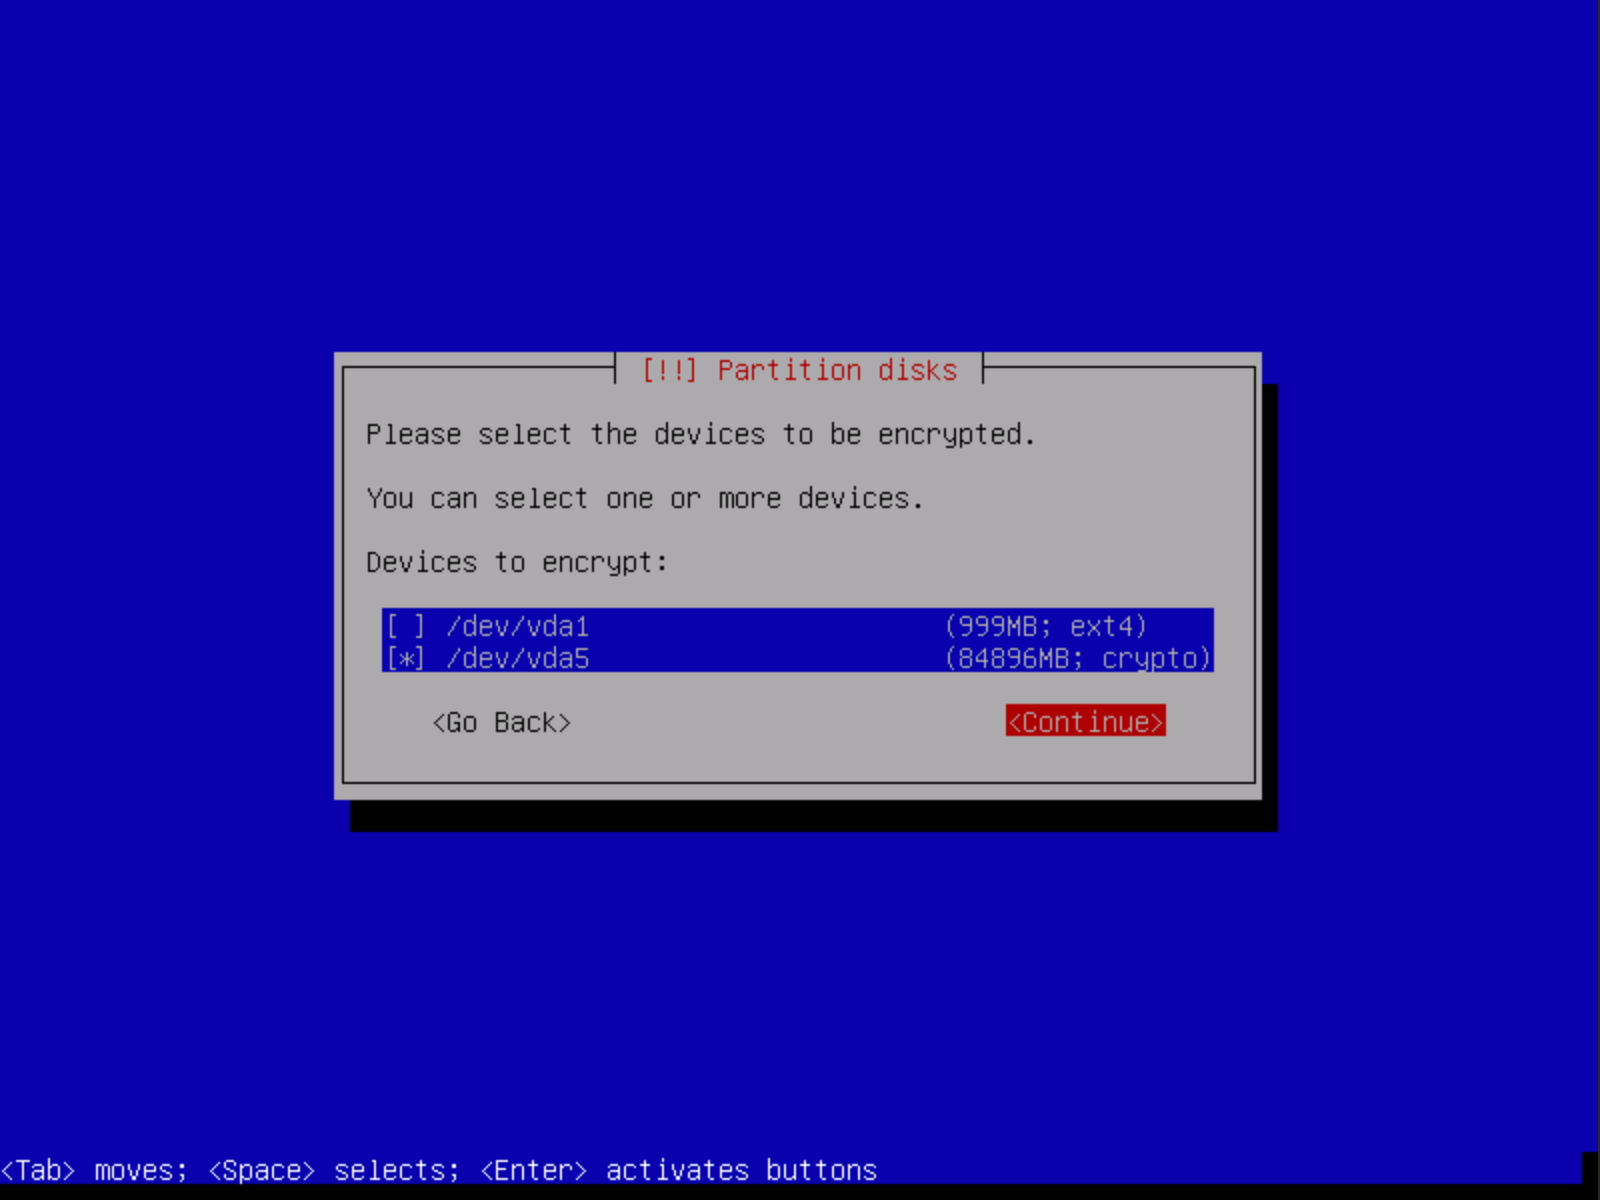 [!!] Partition disks
Please select the devices to be encrypted.
You can select one or more devices.
Devices to encrypt:
[ ] /dev/vda1 (999MB; ext4)
[*] /dev/vda5 (84896MB; crypto)
<Go Back> <Continue>
<Tab> moves; <Space> selects; <Enter> activates buttons